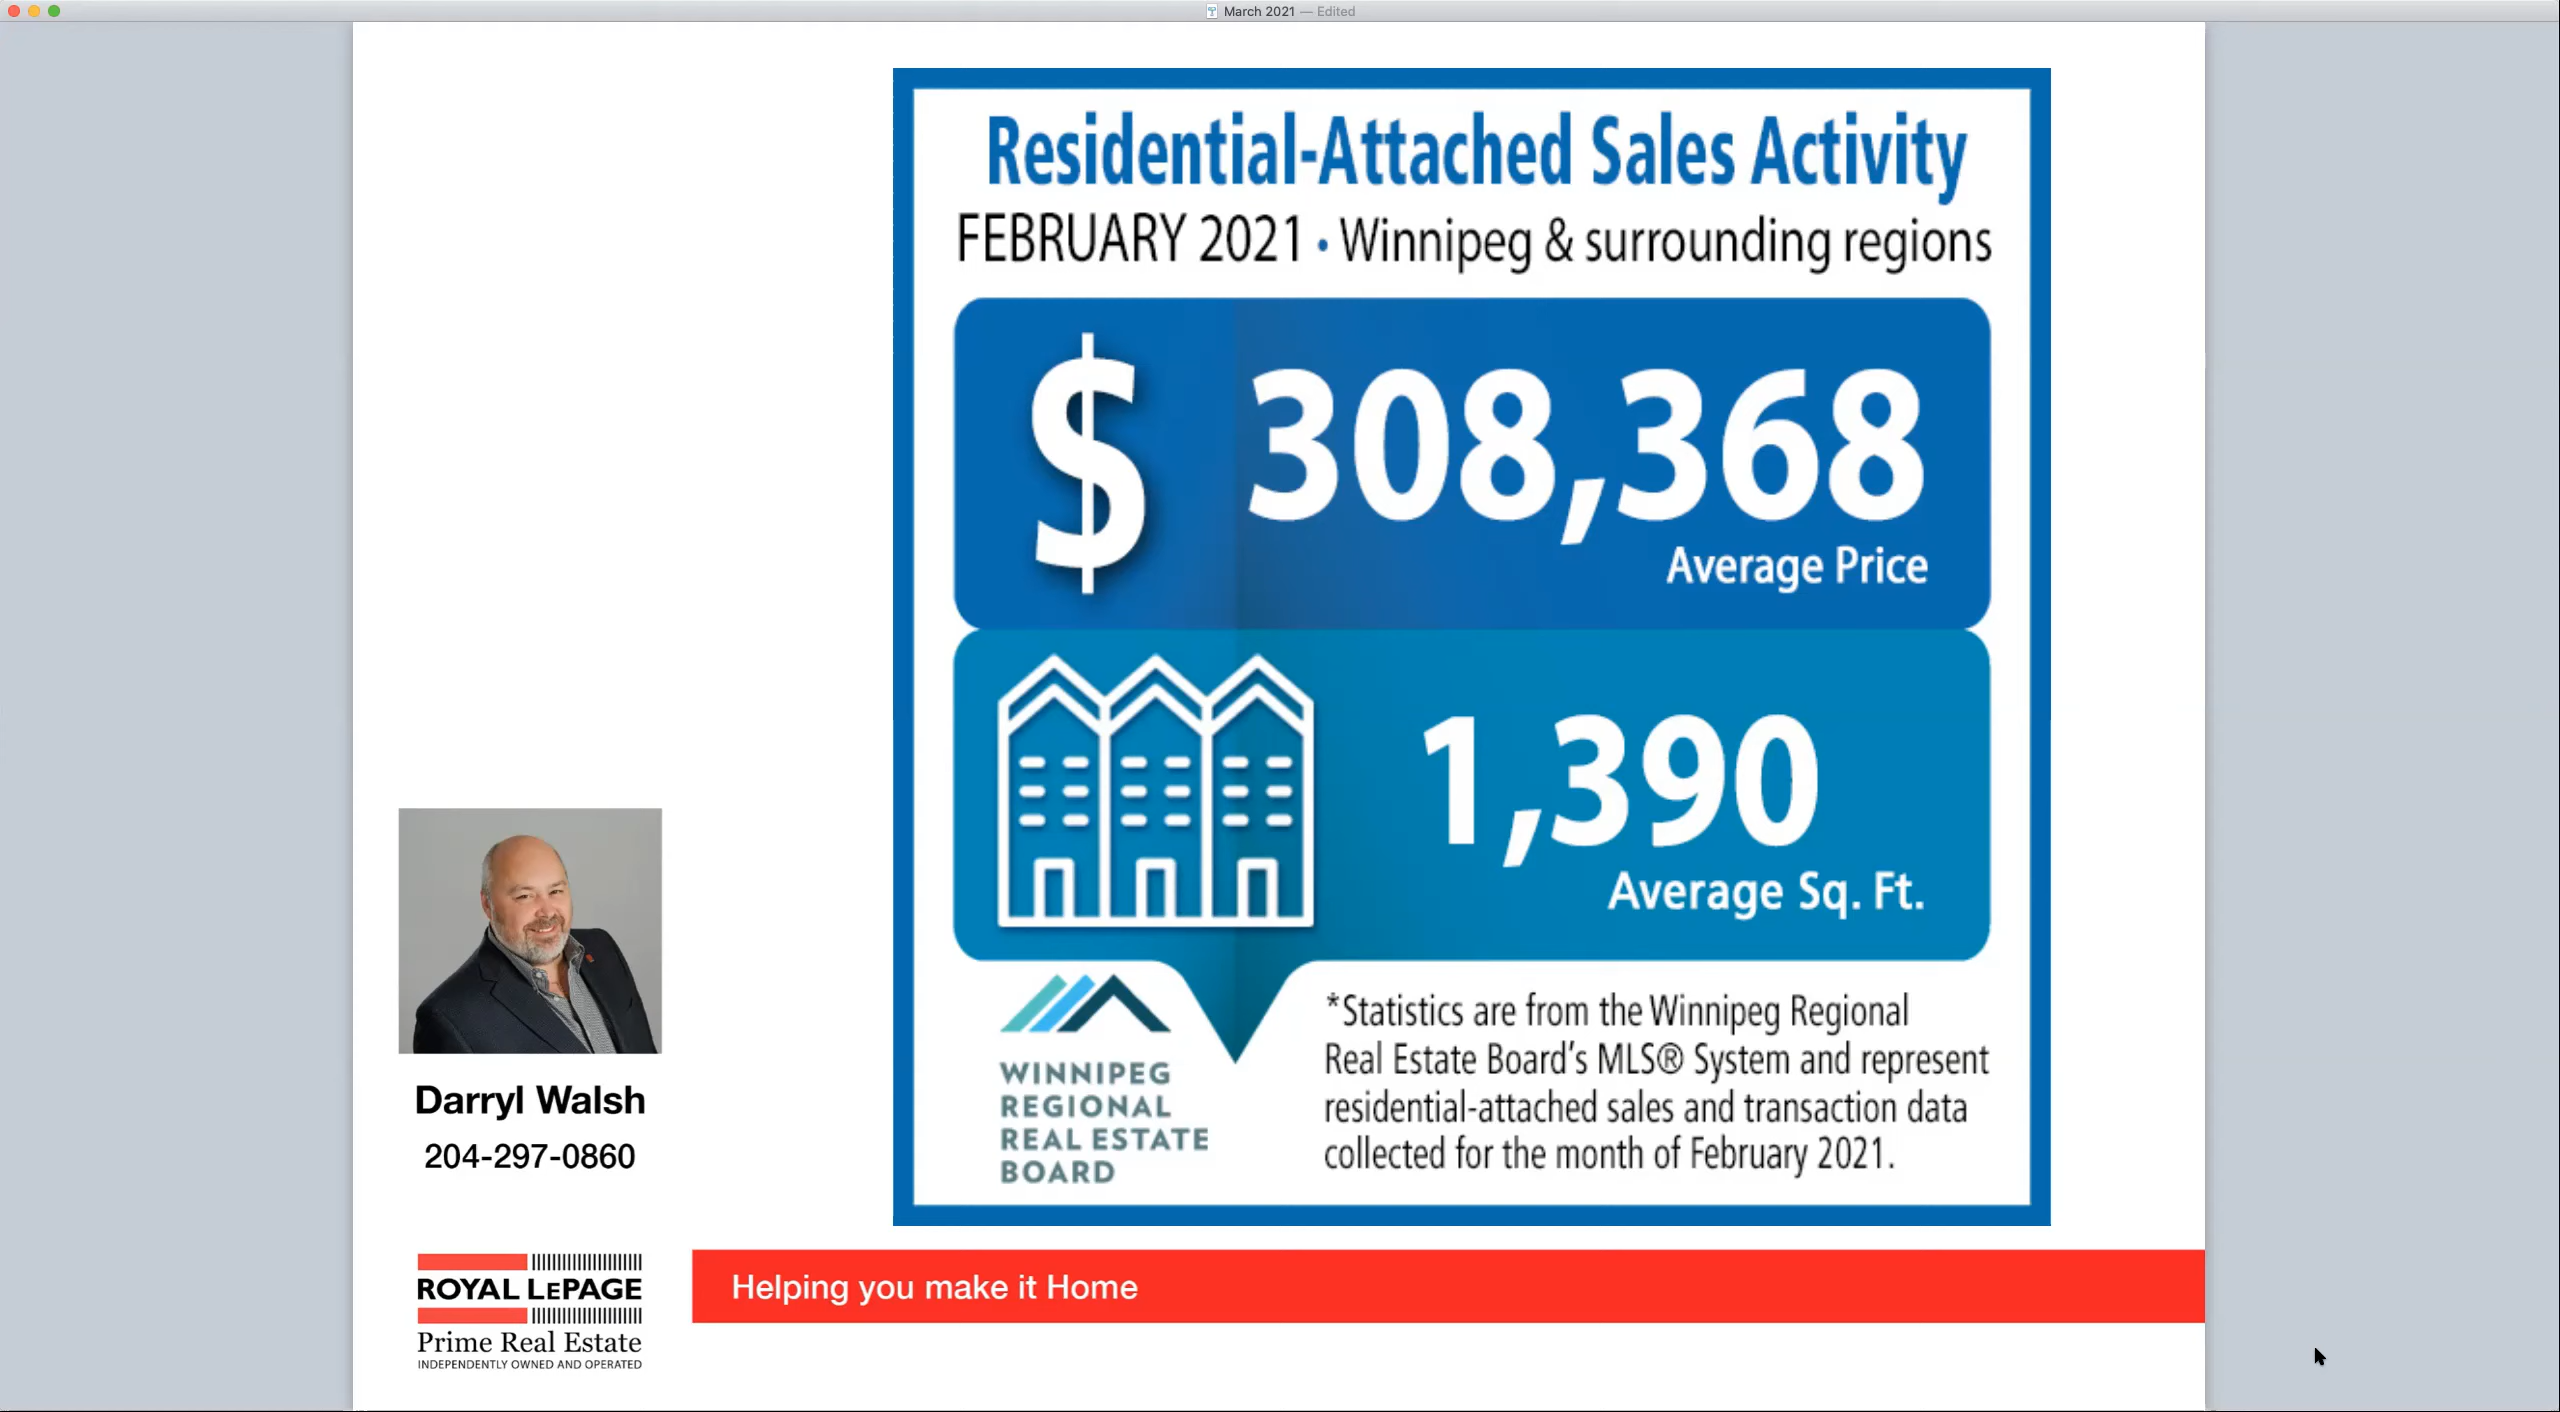 March 2021 — Edited
Residential-Attached Sales Activity
FEBRUARY 2021 • Winnipeg & surrounding regions
$ 308,368
Average Price
1,390
Average Sq. Ft.
*Statistics are from the Winnipeg Regional
Real Estate Board's MLS® System and represent
residential-attached sales and transaction data
collected for the month of February 2021.
WINNIPEG
REGIONAL
REAL ESTATE
BOARD
Darryl Walsh
204-297-0860
ROYAL LEPAGE
Prime Real Estate
INDEPENDENTLY OWNED AND OPERATED
Helping you make it Home